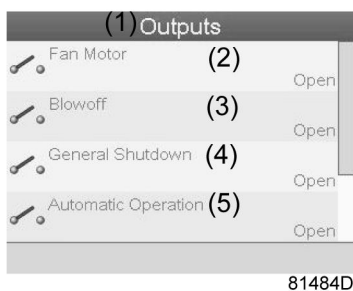 (1) Outputs
Fan Motor (2)
Open
Blowoff (3)
Open
General Shutdown (4)
Open
Automatic Operation (5)
Open
81484D